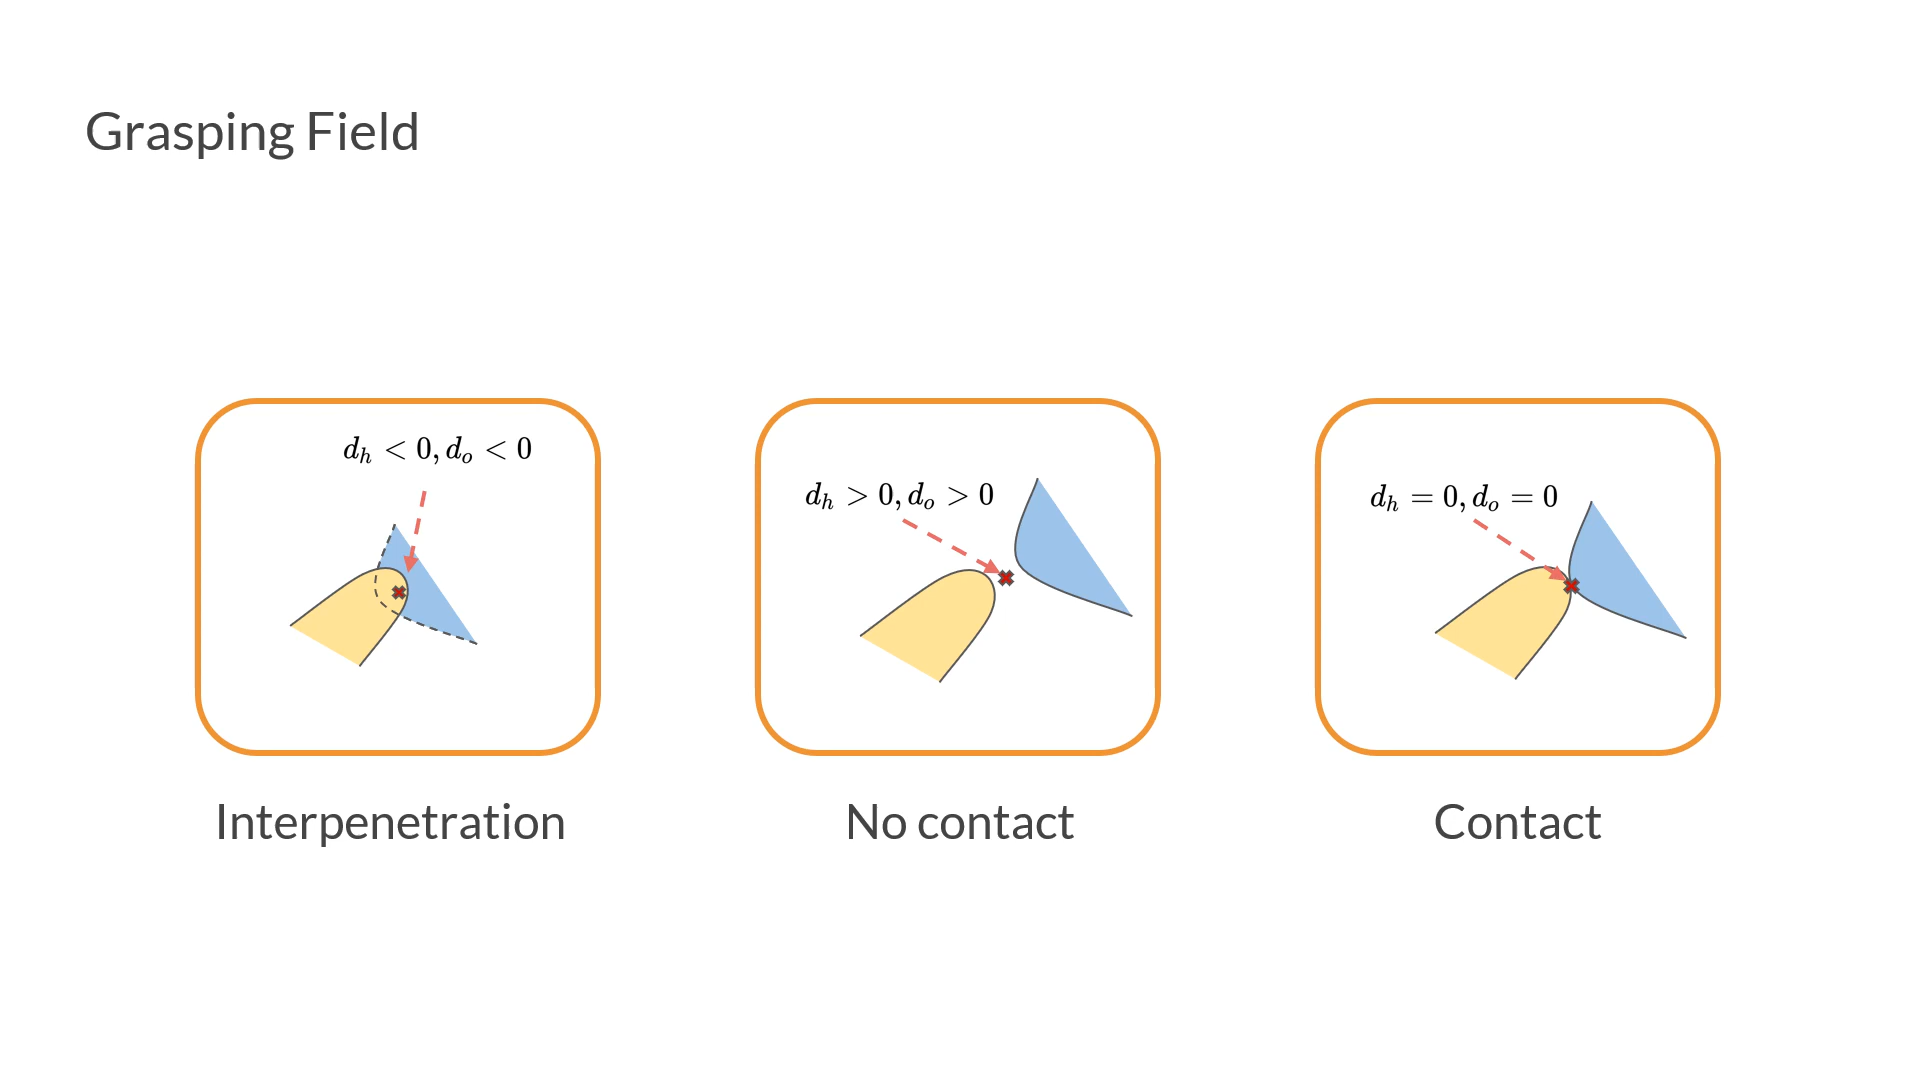 Grasping Field
d_h < 0, d_o < 0
d_h > 0, d_o > 0
d_h = 0, d_o = 0
Interpenetration
No contact
Contact